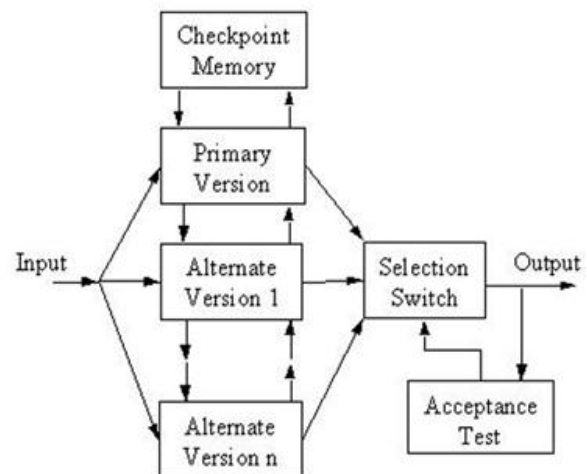 Checkpoint
Memory
Primary
Version
Input
Alternate
Version 1
Selection
Switch
Output
Acceptance
Test
Alternate
Version n